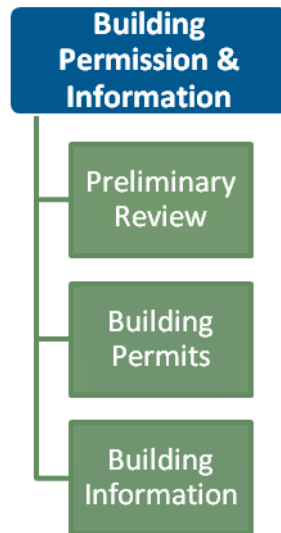 Building
Permission &
Information
Preliminary
Review
Building
Permits
Building
Information